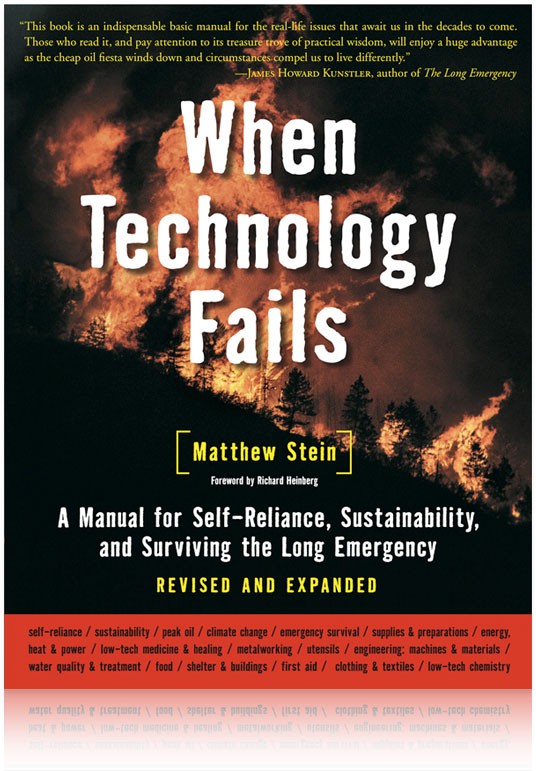 “This book is an indispensable basic manual for the real-life issues that await us in the decades to come.
Those who read it, and pay attention to its treasure trove of practical wisdom, will enjoy a huge advantage
as the cheap oil fiesta winds down and circumstances compel us to live differently.”
—James Howard Kunstler, author of The Long Emergency
When
Technology
Fails
[Matthew Stein]
Foreword by Richard Heinberg
A Manual for Self-Reliance, Sustainability,
and Surviving the Long Emergency
REVISED AND EXPANDED
self-reliance / sustainability / peak oil / climate change / emergency survival / supplies & preparations / energy,
heat & power / low-tech medicine & healing / metalworking / utensils / engineering: machines & materials /
water quality & treatment / food / shelter & buildings / first aid / clothing & textiles / low-tech chemistry